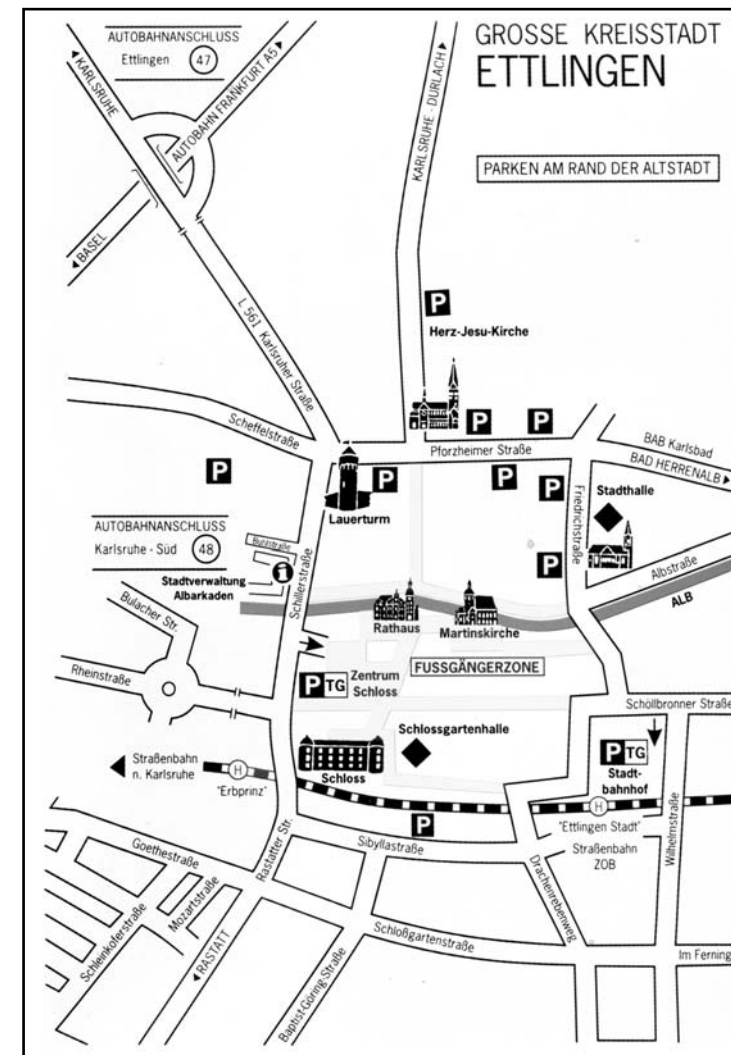 GROSSE KREISSTADT
ETTLINGEN
PARKEN AM RAND DER ALTSTADT
AUTOBAHNANSCHLUSS
Ettlingen 47
KARLSRUHE
AUTOBAHN FRANKFURT A5
BASEL
KARLSRUHE - DURLACH
L 561 Karlsruher Straße
P
Herz-Jesu-Kirche
Scheffelstraße
P
P
Pforzheimer Straße
BAB Karlsbad
BAD HERRENALB
P
P
P
P
Lauerturm
Friedrichstraße
Stadthalle
AUTOBAHNANSCHLUSS
Karlsruhe - Süd 48
i
Stadtverwaltung
Albarkaden
Schillerstraße
P
Albstraße
ALB
Bulacher Str.
Rathaus
Martinskirche
Rheinstraße
FUSSGÄNGERZONE
P TG
Zentrum
Schloss
Schöllbronner Straße
Schlossgartenhalle
Schloss
P TG
Stadt-
bahnhof
Straßenbahn
n. Karlsruhe
H
"Erbprinz"
H
"Ettlingen Stadt"
Straßenbahn
ZOB
Wilhelmstraße
P
Sibyllastraße
Rastatter Str.
Goethestraße
Mozartstraße
Schleinkoferstraße
RASTATT
Drachenrebenweg
Schloßgartenstraße
Im Ferning
Baptist-Göring-Straße